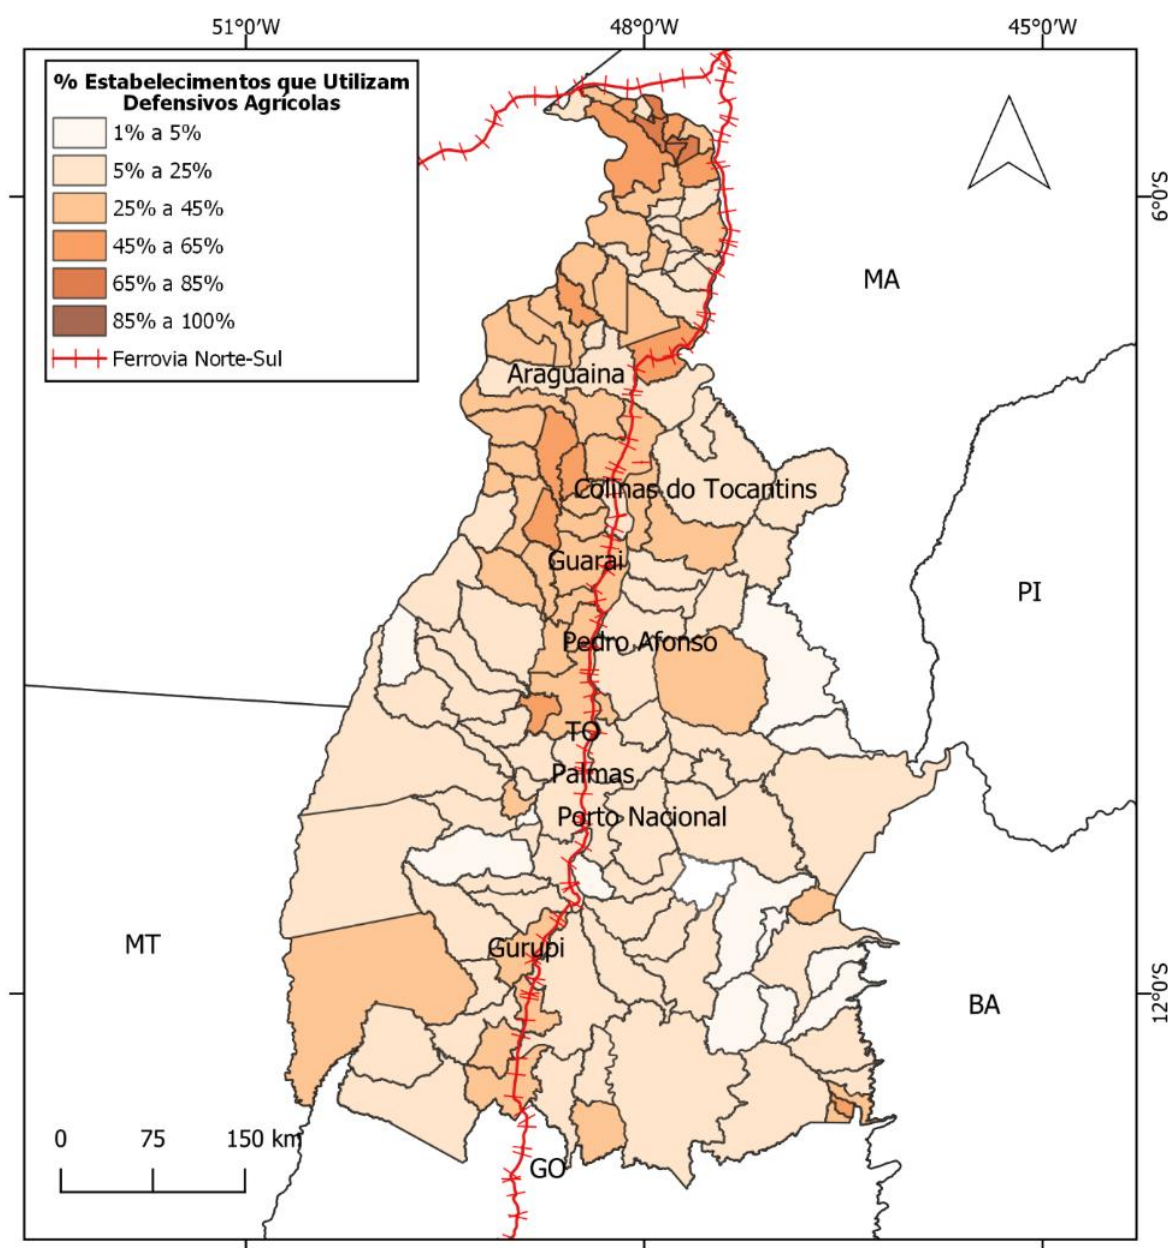 51°0'W
48°0'W
45°0'W
% Estabelecimentos que Utilizam
Defensivos Agrícolas
1% a 5%
5% a 25%
25% a 45%
45% a 65%
65% a 85%
85% a 100%
Ferrovia Norte-Sul
6°0'S
MA
Araguaina
Colinas do Tocantins
Guarai
PI
Pedro Afonso
TO
Palmas
Porto Nacional
MT
Gurupi
BA
12°0'S
0 75 150 km
GO